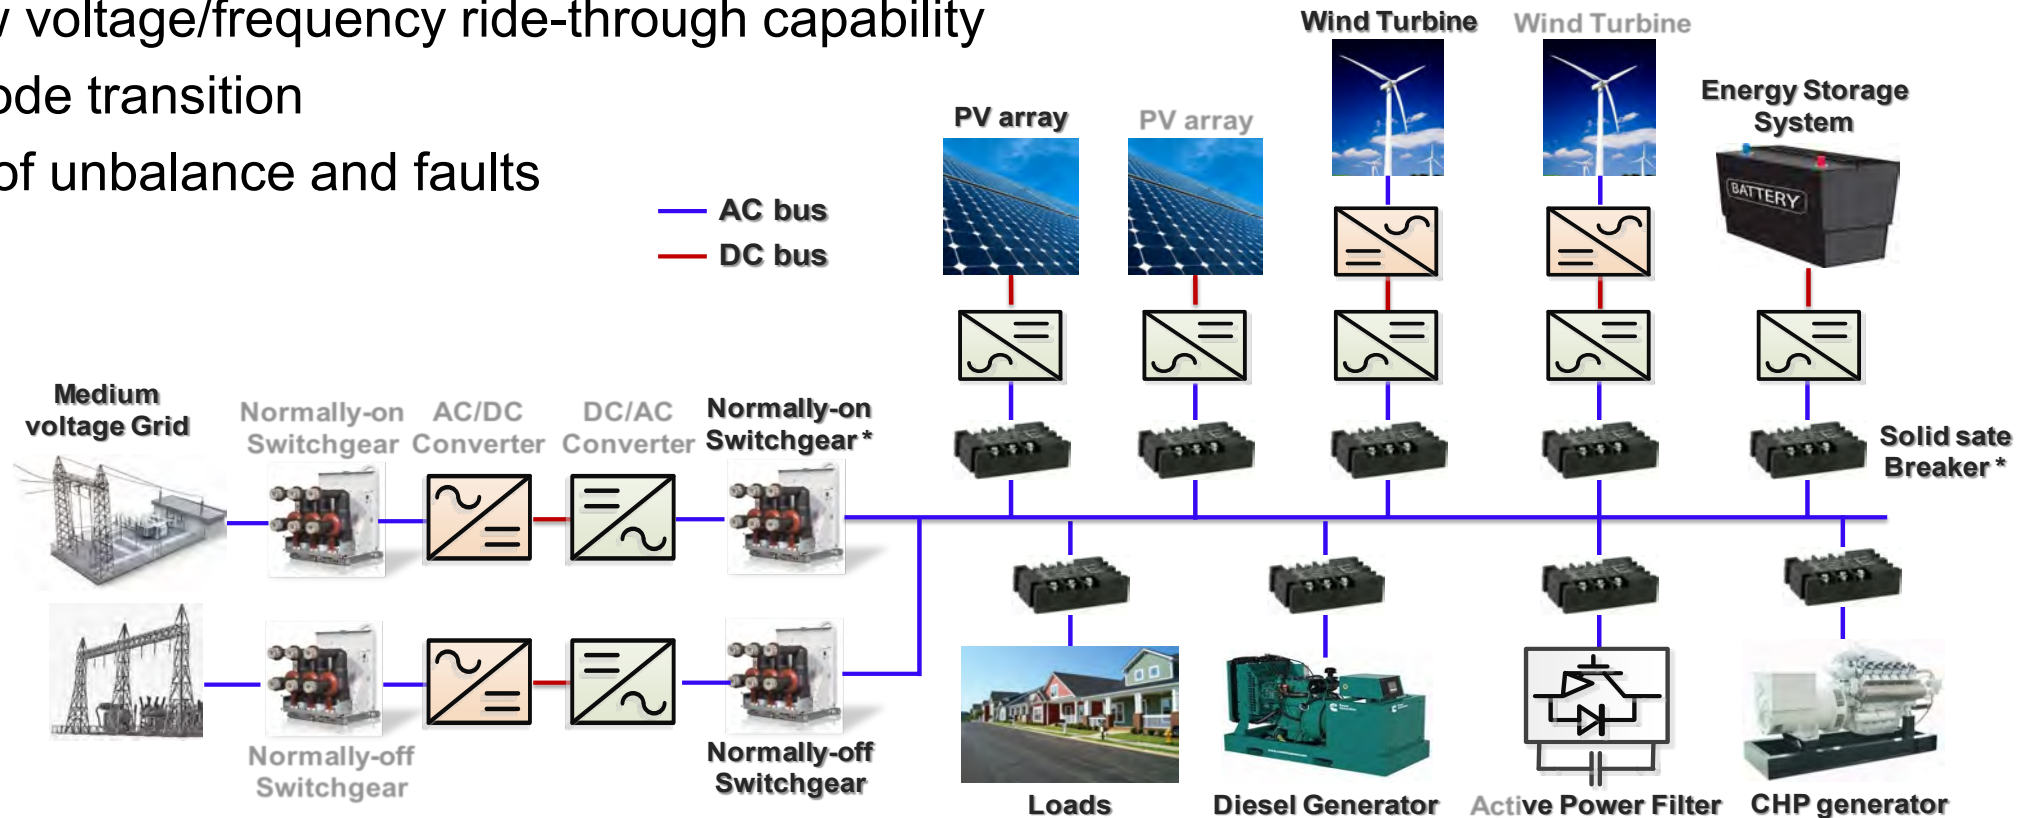 voltage/frequency ride-through capability
ode transition
of unbalance and faults
AC bus
DC bus
PV array
PV array
Wind Turbine
Wind Turbine
Energy Storage
System
BATTERY
Medium
voltage Grid
Normally-on
Switchgear
AC/DC
Converter
DC/AC
Converter
Normally-on
Switchgear *
Solid sate
Breaker *
Normally-off
Switchgear
Normally-off
Switchgear
Loads
Diesel Generator
Active Power Filter
CHP generator